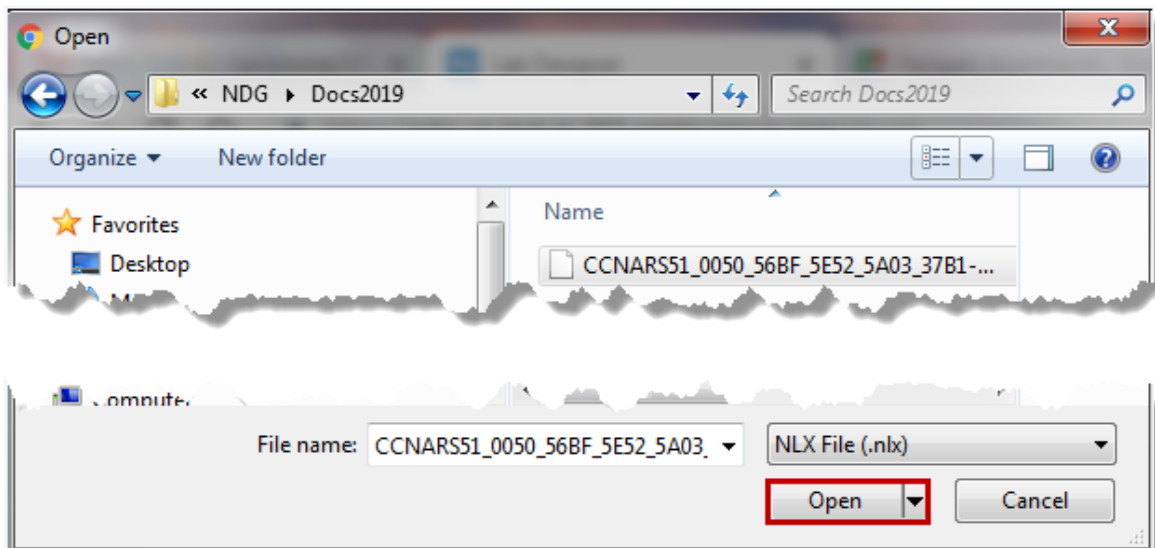 Open
« NDG ▸ Docs2019
Search Docs2019
Organize
New folder
Name
Favorites
Desktop
CCNARS51_0050_56BF_5E52_5A03_37B1-...
File name:
CCNARS51_0050_56BF_5E52_5A03_
NLX File (.nlx)
Open
Cancel